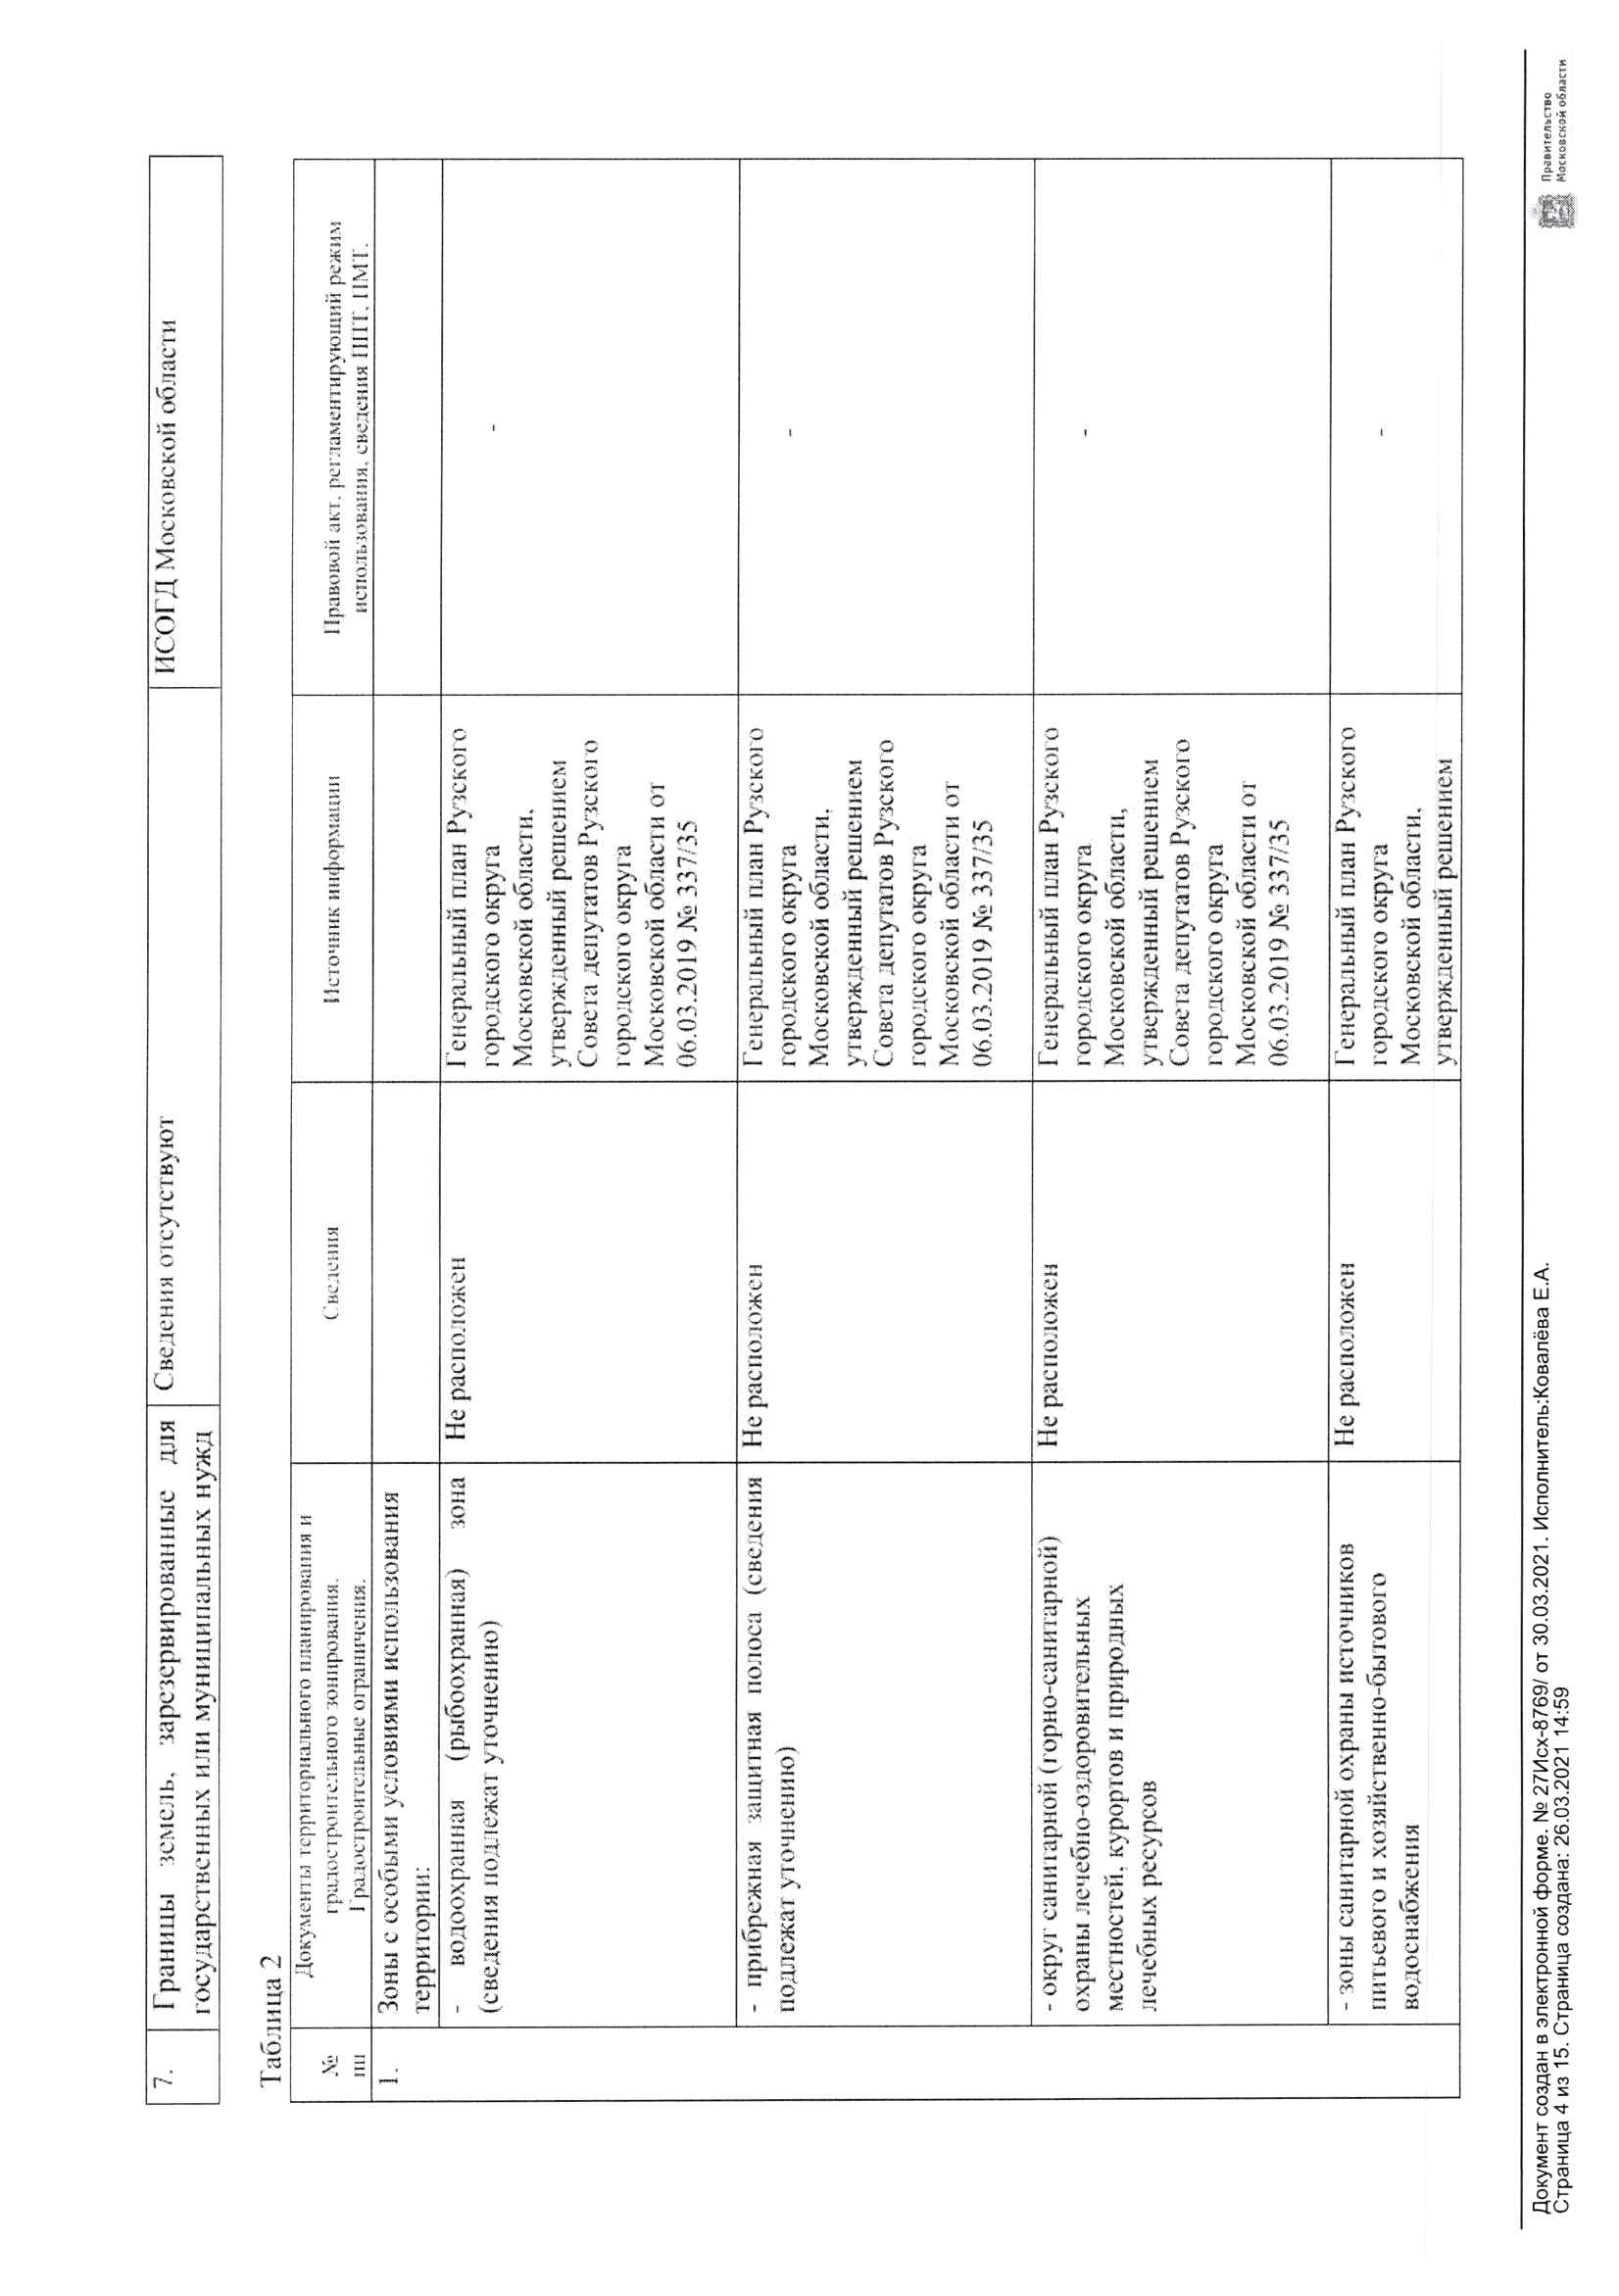 7.
Границы земель, зарезервированные для
государственных или муниципальных нужд
Сведения отсутствуют
ИСОГД Московской области
Таблица 2
№
пп
Документы территориального планирования и
градостроительного зонирования.
Градостроительные ограничения.
Сведения
Источник информации
Правовой акт, регламентирующий режим
использования, сведения ППТ, ПМТ.
1.
Зоны с особыми условиями использования
территории:
- водоохранная (рыбоохранная) зона
(сведения подлежат уточнению)
Не расположен
Генеральный план Рузского
городского округа
Московской области,
утвержденный решением
Совета депутатов Рузского
городского округа
Московской области от
06.03.2019 № 337/35
-
- прибрежная защитная полоса (сведения
подлежат уточнению)
Не расположен
Генеральный план Рузского
городского округа
Московской области,
утвержденный решением
Совета депутатов Рузского
городского округа
Московской области от
06.03.2019 № 337/35
-
- округ санитарной (горно-санитарной)
охраны лечебно-оздоровительных
местностей, курортов и природных
лечебных ресурсов
Не расположен
Генеральный план Рузского
городского округа
Московской области,
утвержденный решением
Совета депутатов Рузского
городского округа
Московской области от
06.03.2019 № 337/35
-
- зоны санитарной охраны источников
питьевого и хозяйственно-бытового
водоснабжения
Не расположен
Генеральный план Рузского
городского округа
Московской области,
утвержденный решением
-
Документ создан в электронной форме. № 27Исх-8769/ от 30.03.2021. Исполнитель:Ковалёва Е.А.
Страница 4 из 15. Страница создана: 26.03.2021 14:59
Правительство
Московской области